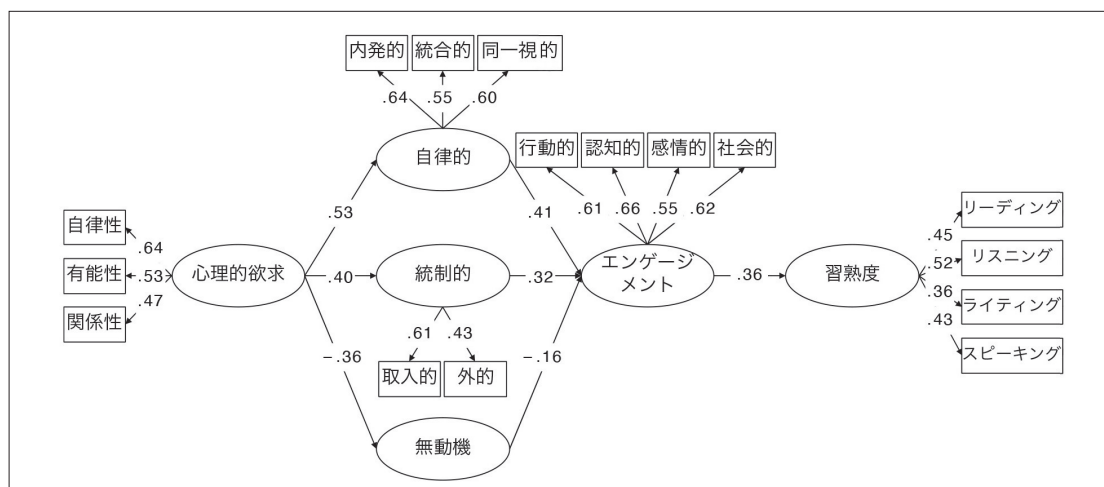 内発的
統合的
同一視的
.64
.55
.60
自律的
行動的
認知的
感情的
社会的
.61
.66
.55
.62
自律性
有能性
関係性
.64
.53
.47
心理的欲求
.53
.40
-.36
統制的
.61
.43
取入的
外的
無動機
.41
.32
-.16
エンゲージ
メント
.36
習熟度
.45
.52
.36
.43
リーディング
リスニング
ライティング
スピーキング